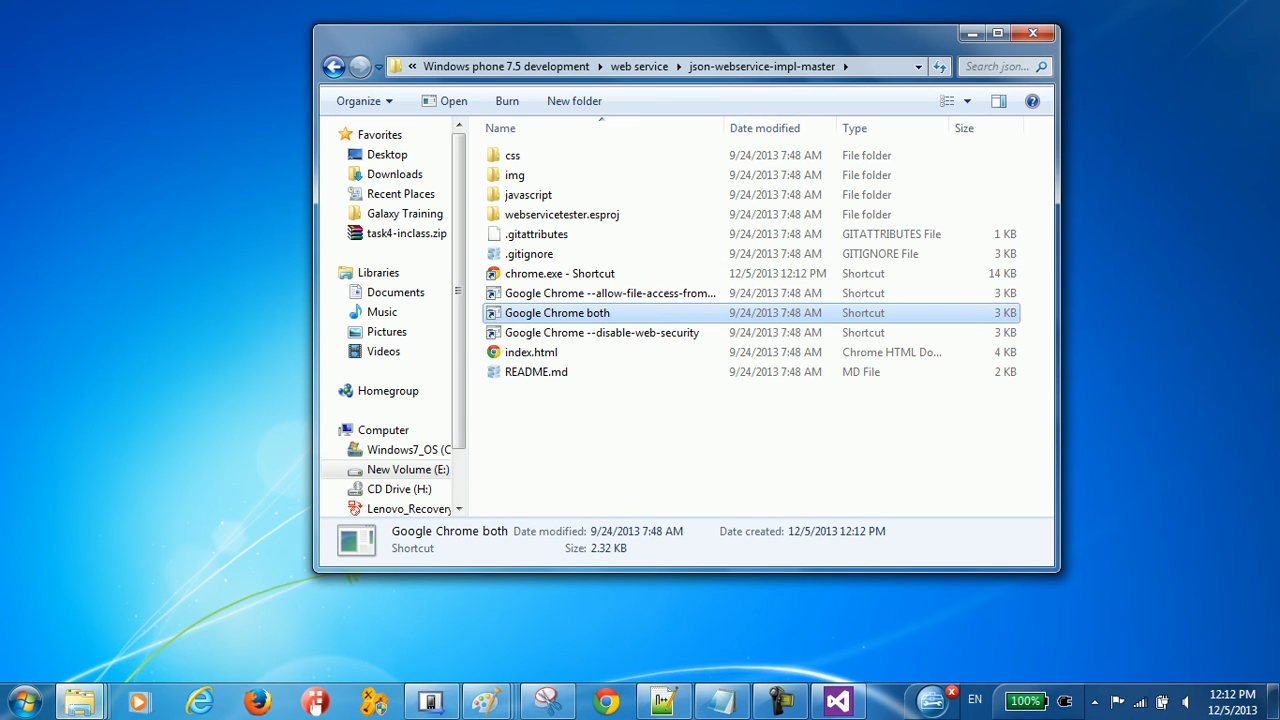 « Windows phone 7.5 development
web service
json-webservice-impl-master
Search json...
Organize
Open
Burn
New folder
Name
Date modified
Type
Size
Favorites
Desktop
Downloads
Recent Places
Galaxy Training
task4-inclass.zip
Libraries
Documents
Music
Pictures
Videos
Homegroup
Computer
Windows7_OS (C
New Volume (E:)
CD Drive (H:)
Lenovo_Recovery
css 9/24/2013 7:48 AM File folder
img 9/24/2013 7:48 AM File folder
javascript 9/24/2013 7:48 AM File folder
webservicetester.esproj 9/24/2013 7:48 AM File folder
.gitattributes 9/24/2013 7:48 AM GITATTRIBUTES File 1 KB
.gitignore 9/24/2013 7:48 AM GITIGNORE File 3 KB
chrome.exe - Shortcut 12/5/2013 12:12 PM Shortcut 14 KB
Google Chrome --allow-file-access-from... 9/24/2013 7:48 AM Shortcut 3 KB
Google Chrome both 9/24/2013 7:48 AM Shortcut 3 KB
Google Chrome --disable-web-security 9/24/2013 7:48 AM Shortcut 3 KB
index.html 9/24/2013 7:48 AM Chrome HTML Do... 4 KB
README.md 9/24/2013 7:48 AM MD File 2 KB
Google Chrome both Date modified: 9/24/2013 7:48 AM Date created: 12/5/2013 12:12 PM
Shortcut Size: 2.32 KB
EN
100%
12:12 PM
12/5/2013